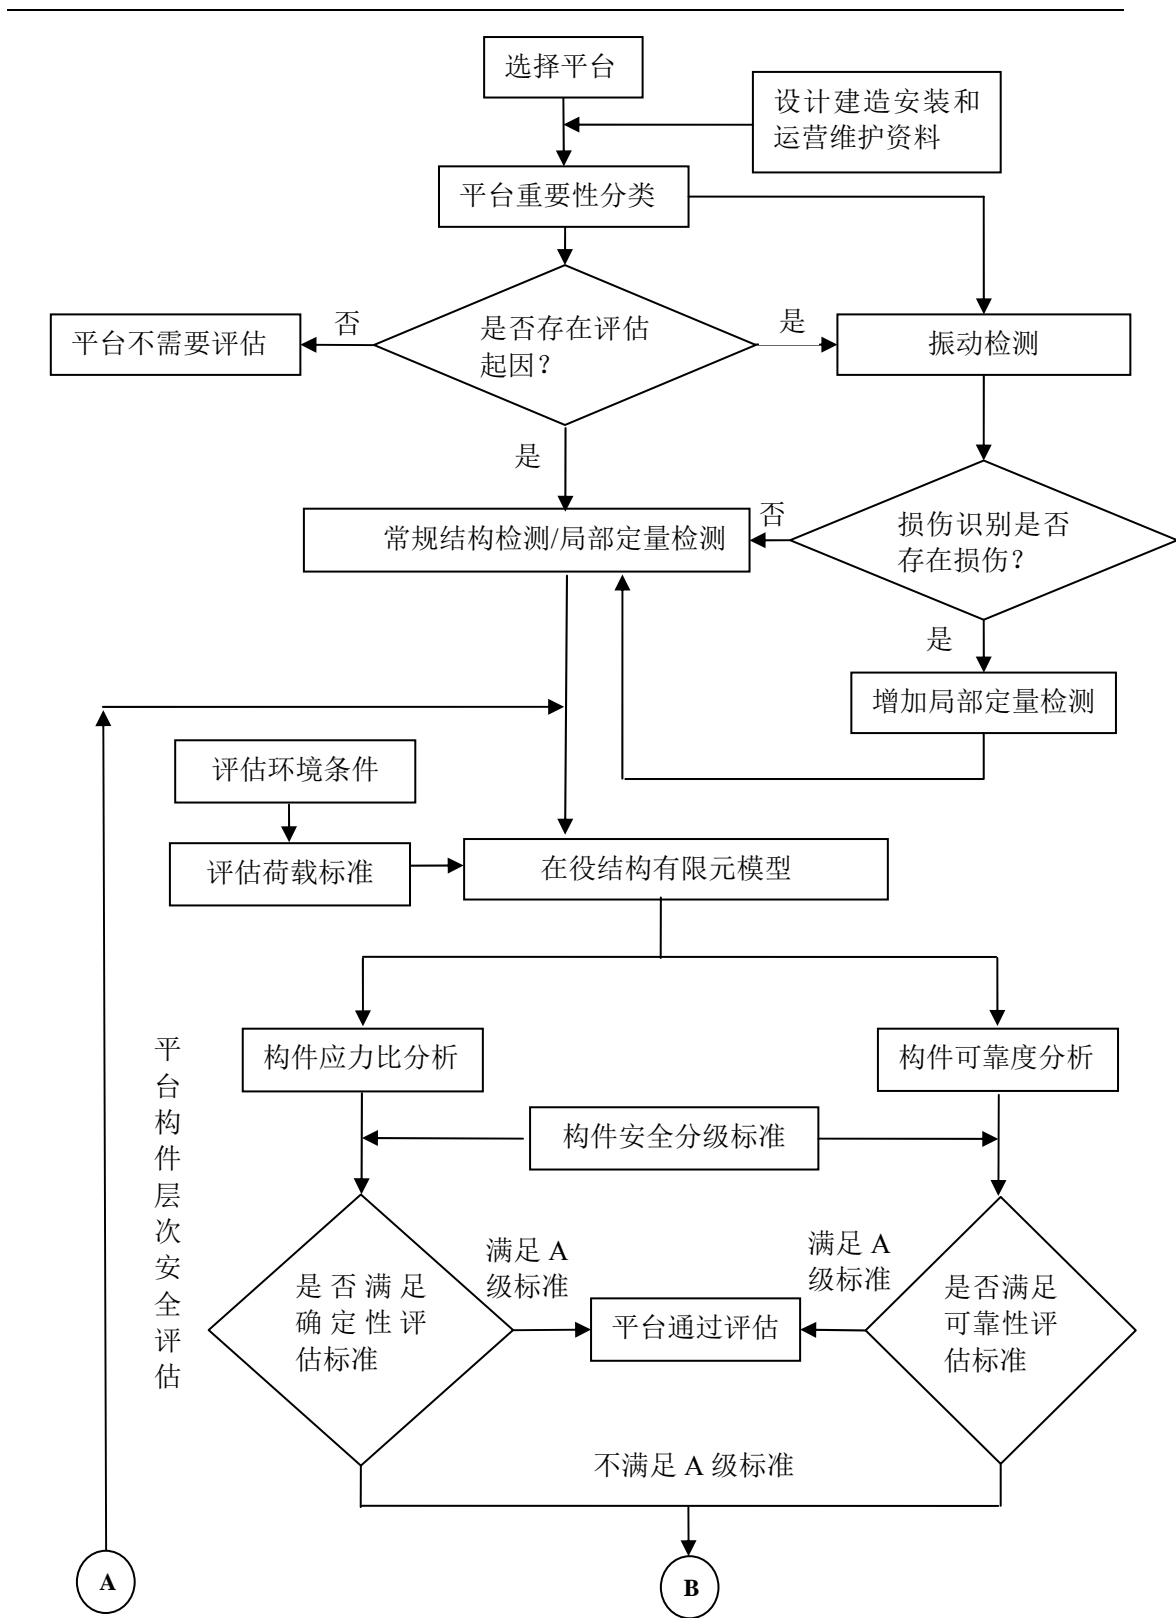 选择平台
设计建造安装和
运营维护资料
平台重要性分类
平台不需要评估
否
是否存在评估
起因？
是
振动检测
是
常规结构检测/局部定量检测
否
损伤识别是否
存在损伤？
是
增加局部定量检测
评估环境条件
评估荷载标准
在役结构有限元模型
平台构件层次安全评估
构件应力比分析
构件可靠度分析
构件安全分级标准
是否满足
确定性评
估标准
满足 A
级标准
平台通过评估
满足 A
级标准
是否满足
可靠性评
估标准
不满足 A 级标准
A
B